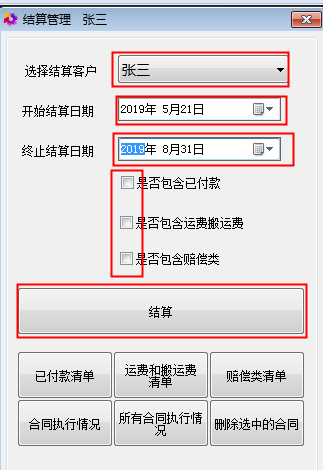 结算管理 张三
选择结算客户 张三
开始结算日期 2019年 5月21日
终止结算日期 2019年 8月31日
是否包含已付款
是否包含运费搬运费
是否包含赔偿类
结算
已付款清单 运费和搬运费清单 赔偿类清单
合同执行情况 所有合同执行情况 删除选中的合同